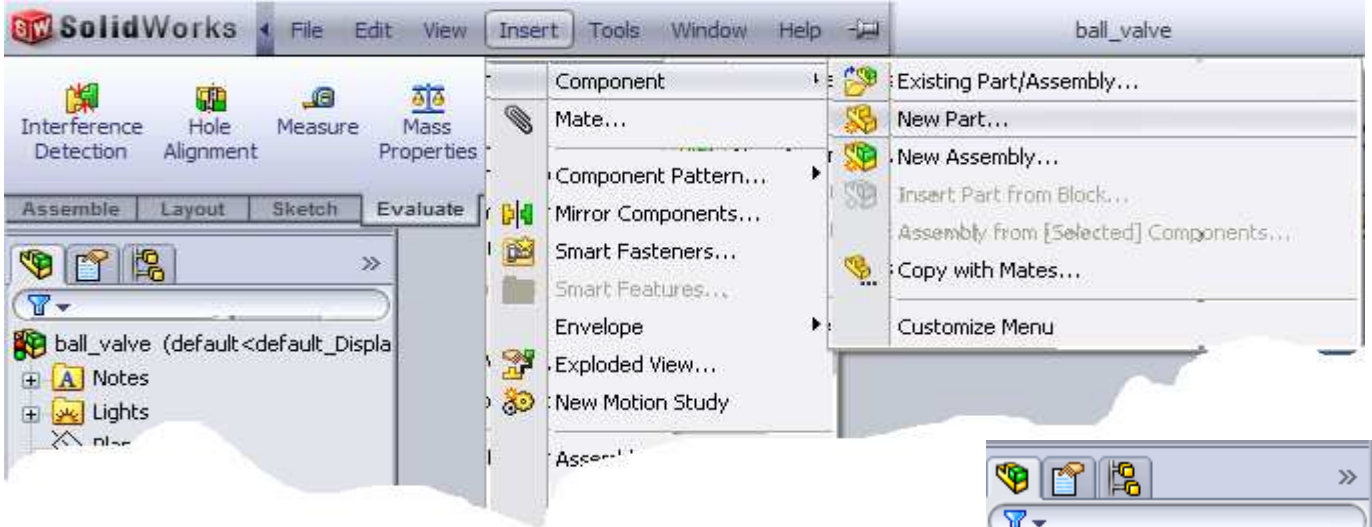 SolidWorks File Edit View Insert Tools Window Help ball_valve
Interference Detection
Hole Alignment
Measure
Mass Properties
Assemble Layout Sketch Evaluate
ball_valve (default<default_Displa
Notes
Lights
Component
Mate...
Component Pattern...
Mirror Components...
Smart Fasteners...
Smart Features...
Envelope
Exploded View...
New Motion Study
Existing Part/Assembly...
New Part...
New Assembly...
Insert Part from Block...
Assembly from [Selected] Components...
Copy with Mates...
Customize Menu